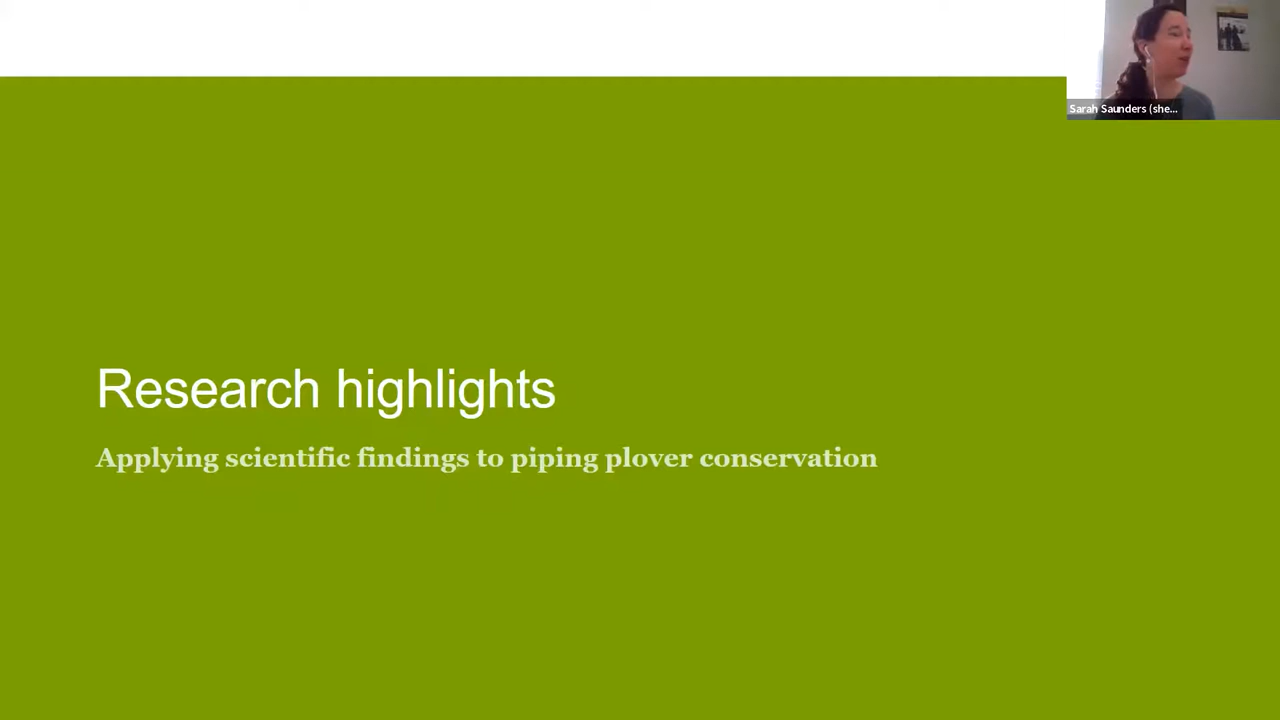 Sarah Saunders (she...
Research highlights
Applying scientific findings to piping plover conservation